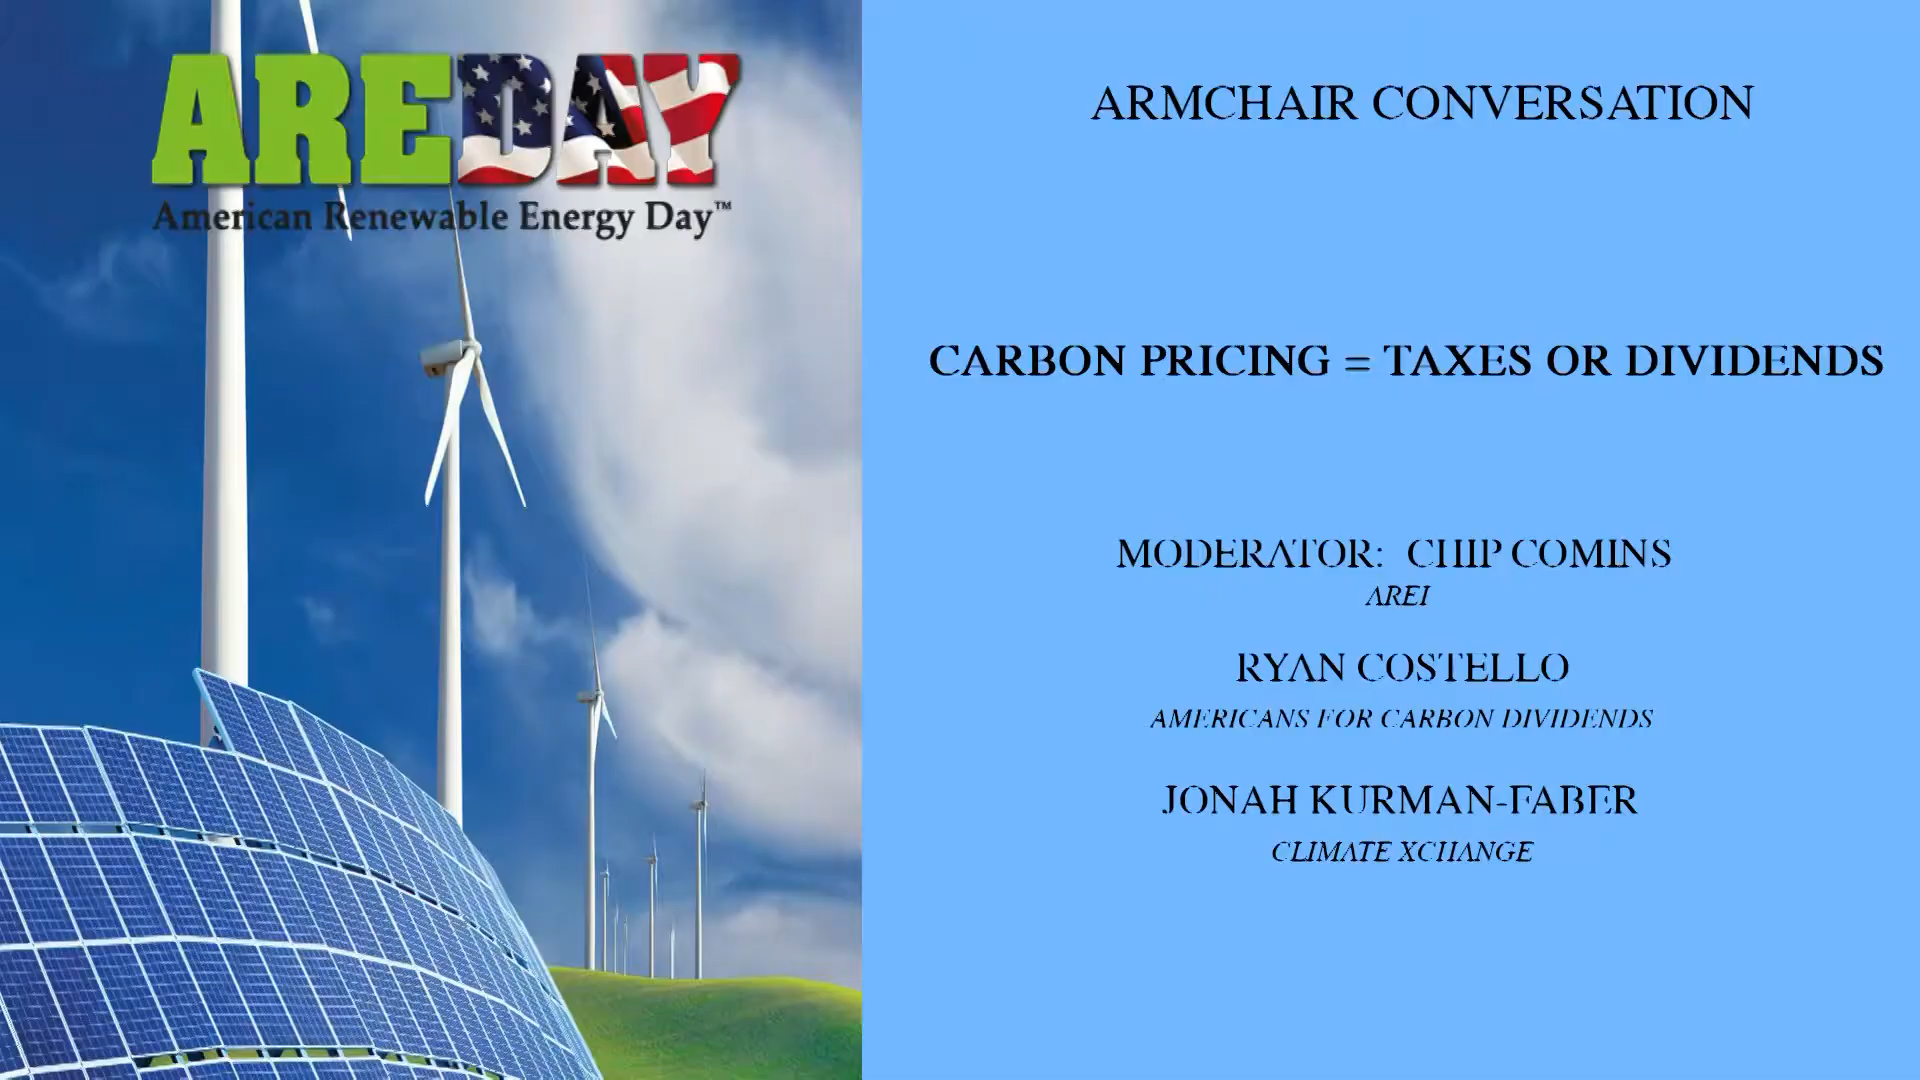 AREDAY
American Renewable Energy Day™
ARMCHAIR CONVERSATION
CARBON PRICING = TAXES OR DIVIDENDS
MODERATOR: CHIP COMINS
AREI
RYAN COSTELLO
AMERICANS FOR CARBON DIVIDENDS
JONAH KURMAN-FABER
CLIMATE XCHANGE